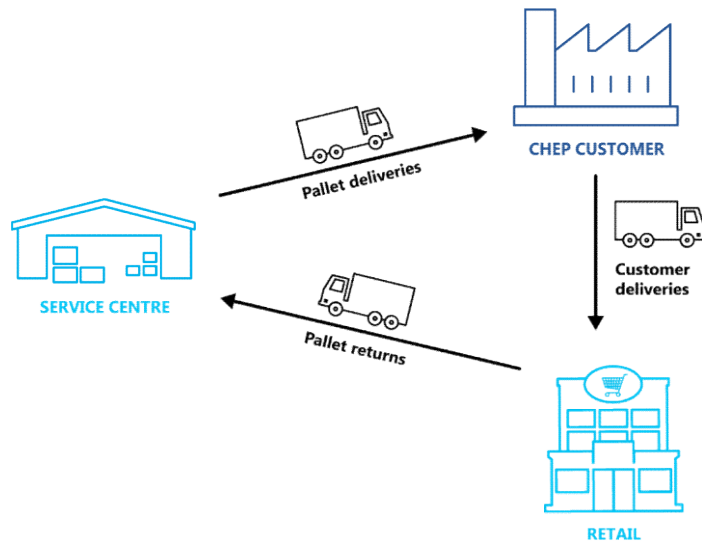 CHEP CUSTOMER
Pallet deliveries
Customer
deliveries
SERVICE CENTRE
Pallet returns
RETAIL